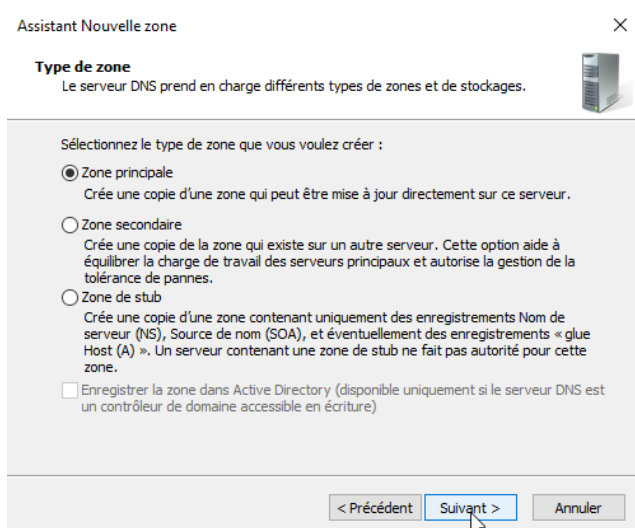 Assistant Nouvelle zone
Type de zone
Le serveur DNS prend en charge différents types de zones et de stockages.
Sélectionnez le type de zone que vous voulez créer :
Zone principale
Crée une copie d'une zone qui peut être mise à jour directement sur ce serveur.
Zone secondaire
Crée une copie de la zone qui existe sur un autre serveur. Cette option aide à
équilibrer la charge de travail des serveurs principaux et autorise la gestion de la
tolérance de pannes.
Zone de stub
Crée une copie d'une zone contenant uniquement des enregistrements Nom de
serveur (NS), Source de nom (SOA), et éventuellement des enregistrements « glue
Host (A) ». Un serveur contenant une zone de stub ne fait pas autorité pour cette
zone.
Enregistrer la zone dans Active Directory (disponible uniquement si le serveur DNS est
un contrôleur de domaine accessible en écriture)
< Précédent Suivant > Annuler